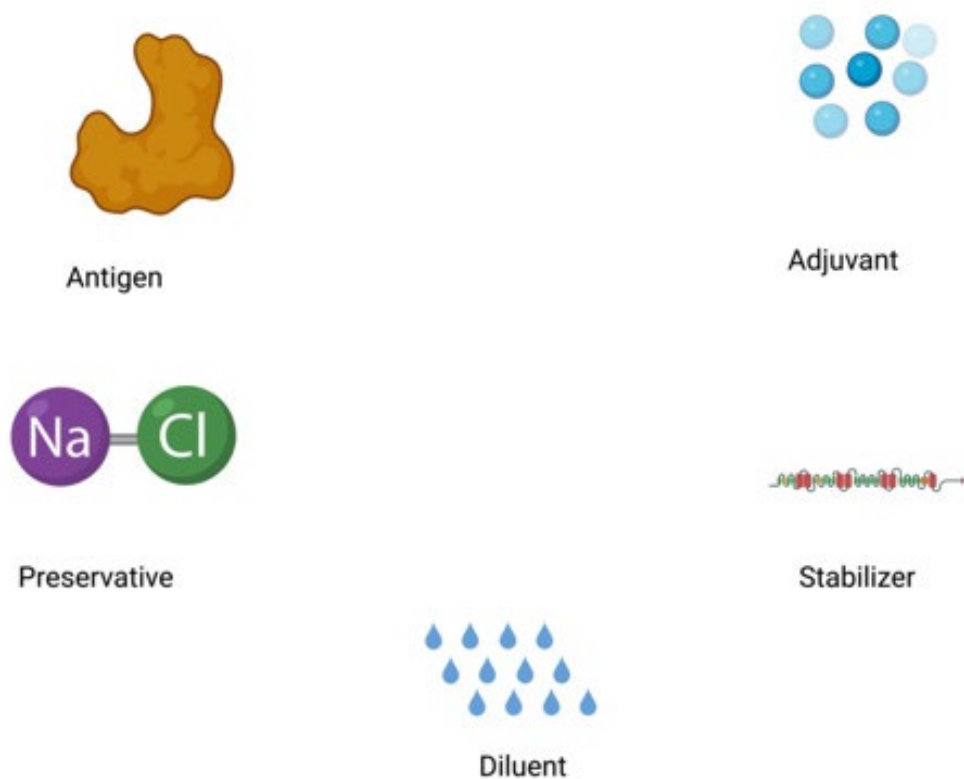 Antigen
Adjuvant
Na
Cl
Preservative
Stabilizer
Diluent